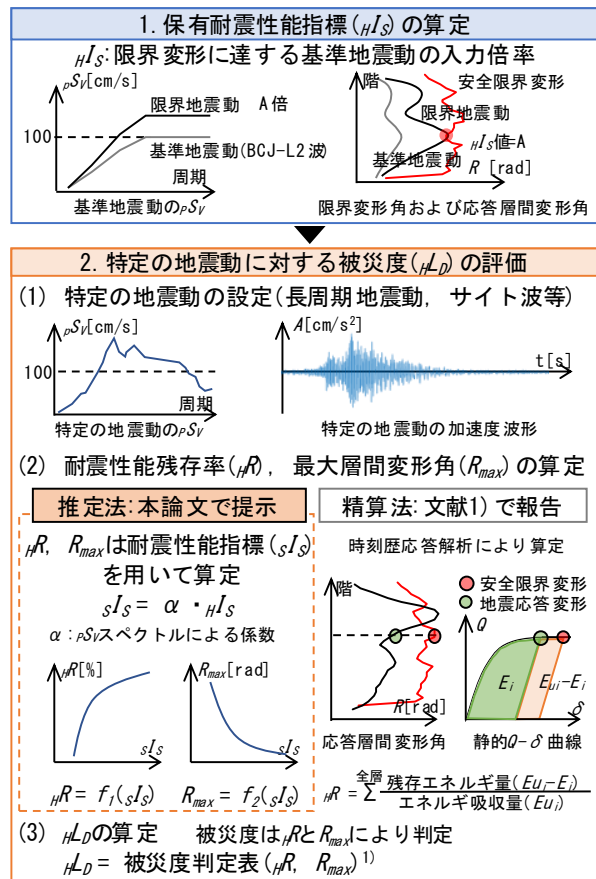 1. 保有耐震性能指標(HIS)の算定
HIS:限界変形に達する基準地震動の入力倍率
pSV[cm/s]
限界地震動 A倍
100
基準地震動(BCJ-L2波)
周期
基準地震動のPSV
階
安全限界変形
限界地震動
HIS値=A
基準地震動
R [rad]
限界変形角および応答層間変形角
2. 特定の地震動に対する被災度(HLD)の評価
(1) 特定の地震動の設定(長周期地震動, サイト波等)
pSV[cm/s]
100
周期
特定の地震動のPSV
A[cm/s2]
t[s]
特定の地震動の加速度波形
(2) 耐震性能残存率(HR), 最大層間変形角(Rmax)の算定
推定法:本論文で提示
HR, Rmaxは耐震性能指標(SIS)
を用いて算定
SIS = α ・HIS
α:PSVスペクトルによる係数
HR[%]
SIS
HR = f1(SIS)
Rmax[rad]
SIS
Rmax = f2(SIS)
精算法:文献1)で報告
時刻歴応答解析により算定
安全限界変形
地震応答変形
階
R[rad]
応答層間変形角
Q
Ei
Eui-Ei
δ
静的Q-δ曲線
HR = 全層Σ 残存エネルギ量(Eui-Ei)
エネルギ吸収量(Eui)
(3) HLDの算定 被災度はHRとRmaxにより判定
HLD = 被災度判定表(HR, Rmax)1)